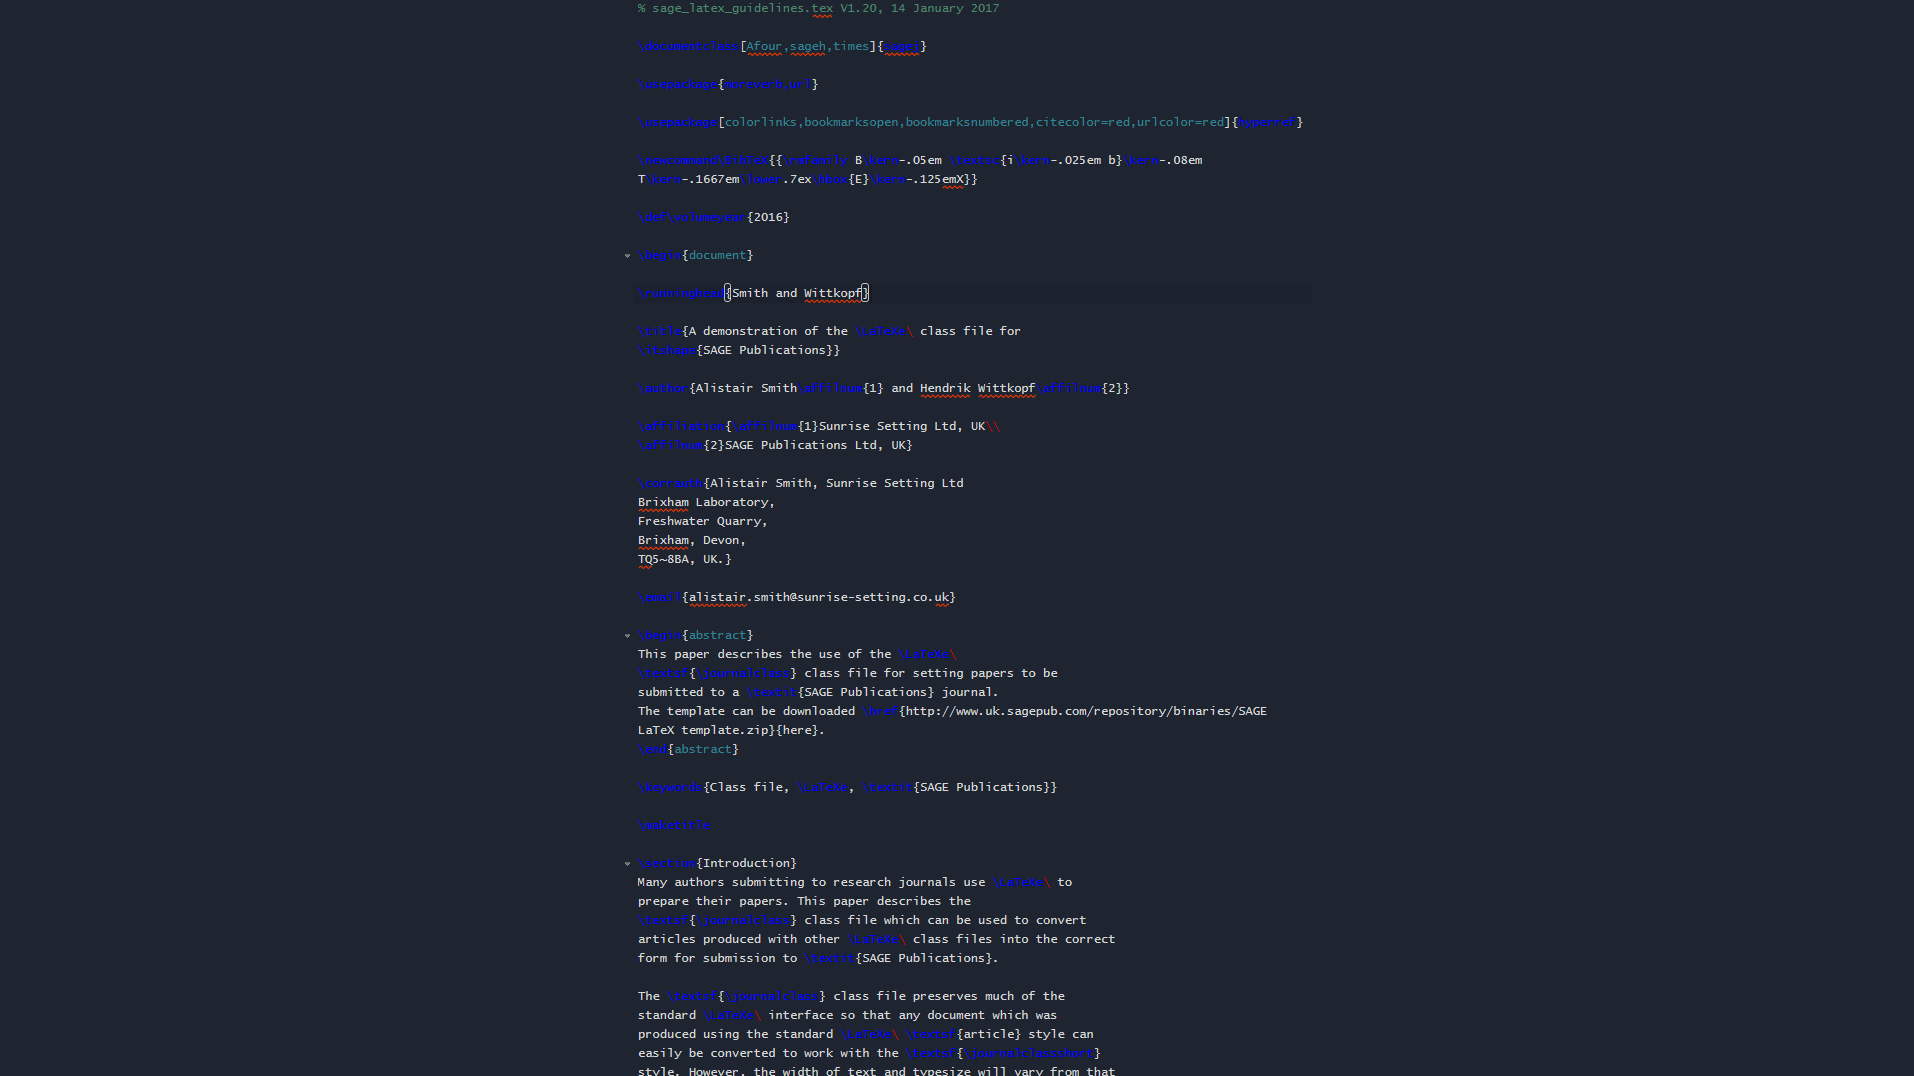 % sage_latex_guidelines.tex V1.20, 14 January 2017
\documentclass[Afour,sageh,times]{sagej}
\usepackage{moreverb,url}
\usepackage[colorlinks,bookmarksopen,bookmarksnumbered,citecolor=red,urlcolor=red]{hyperref}
\newcommand\BibTeX{{\rmfamily B\kern-.05em \textsc{i\kern-.025em b}\kern-.08em
T\kern-.1667em\lower.7ex\hbox{E}\kern-.125emX}}
\def\volumeyear{2016}
\begin{document}
\runninghead{Smith and Wittkopf}
\title{A demonstration of the \LaTeXe\ class file for
\itshape{SAGE Publications}}
\author{Alistair Smith\affilnum{1} and Hendrik Wittkopf\affilnum{2}}
\affiliation{\affilnum{1}Sunrise Setting Ltd, UK\\
\affilnum{2}SAGE Publications Ltd, UK}
\corrauth{Alistair Smith, Sunrise Setting Ltd
Brixham Laboratory,
Freshwater Quarry,
Brixham, Devon,
TQ5~8BA, UK.}
\email{alistair.smith@sunrise-setting.co.uk}
\begin{abstract}
This paper describes the use of the \LaTeXe\
\textsf{\journalclass} class file for setting papers to be
submitted to a \textit{SAGE Publications} journal.
The template can be downloaded \href{http://www.uk.sagepub.com/repository/binaries/SAGE
LaTeX template.zip}{here}.
\end{abstract}
\keywords{Class file, \LaTeXe, \textit{SAGE Publications}}
\maketitle
\section{Introduction}
Many authors submitting to research journals use \LaTeXe\ to
prepare their papers. This paper describes the
\textsf{\journalclass} class file which can be used to convert
articles produced with other \LaTeXe\ class files into the correct
form for submission to \textit{SAGE Publications}.
The \textsf{\journalclass} class file preserves much of the
standard \LaTeXe\ interface so that any document which was
produced using the standard \LaTeXe\ \textsf{article} style can
easily be converted to work with the \textsf{\journalclassshort}
style. However, the width of text and typesize will vary from that